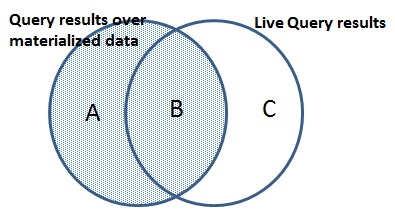 Query results over
materialized data
Live Query results
A
B
C